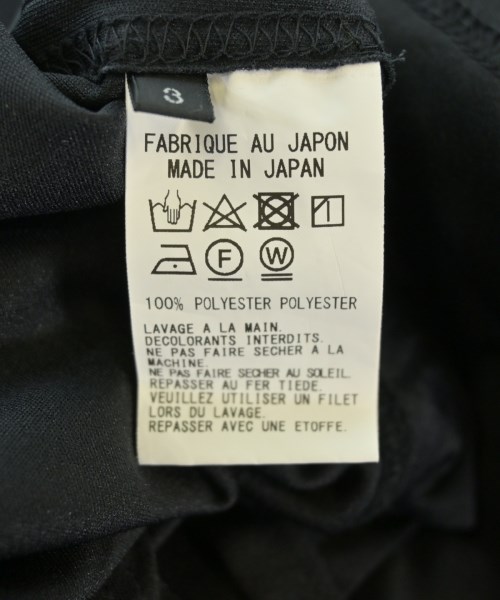 3
FABRIQUE AU JAPON
MADE IN JAPAN
F
W
100% POLYESTER POLYESTER
LAVAGE A LA MAIN.
DECOLORANTS INTERDITS.
NE PAS FAIRE SECHER A LA
MACHINE.
NE PAS FAIRE SECHER AU SOLEIL.
REPASSER AU FER TIEDE.
VEUILLEZ UTILISER UN FILET
LORS DU LAVAGE.
REPASSER AVEC UNE ETOFFE.